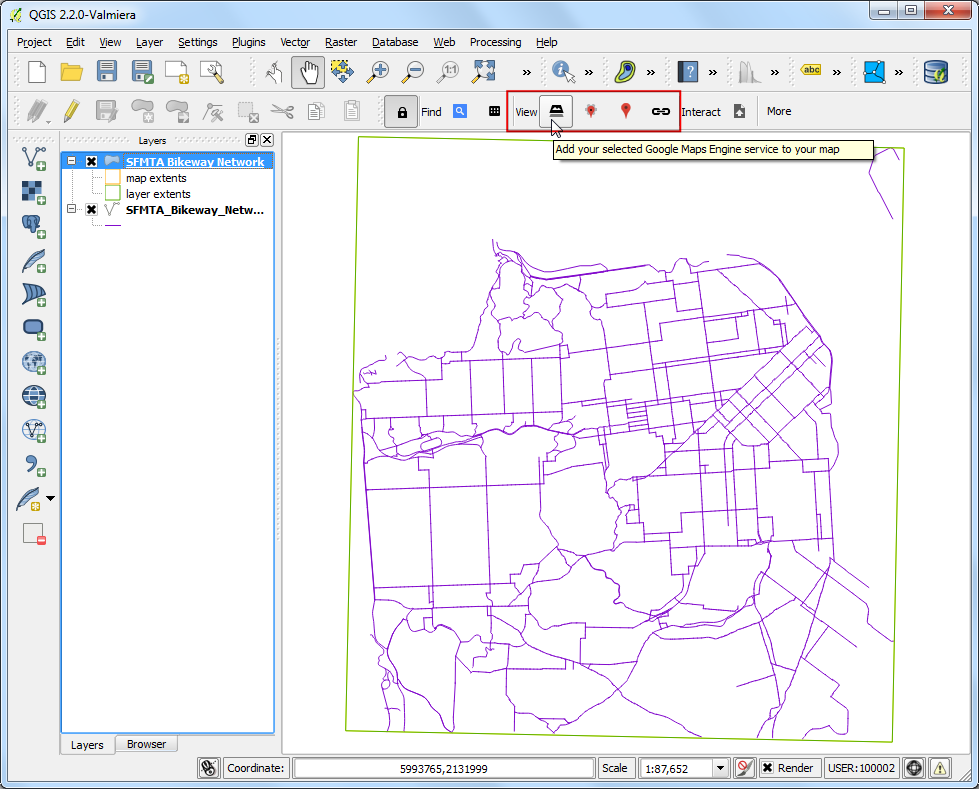 QGIS 2.2.0-Valmiera
Project Edit View Layer Settings Plugins Vector Raster Database Web Processing Help
1:1 » » » » » abc » »
Find View Interact More
Add your selected Google Maps Engine service to your map
Layers
SFMTA Bikeway Network
map extents
layer extents
SFMTA_Bikeway_Netw...
Layers Browser
Coordinate: 5993765,2131999 Scale 1:87,652 Render USER:100002